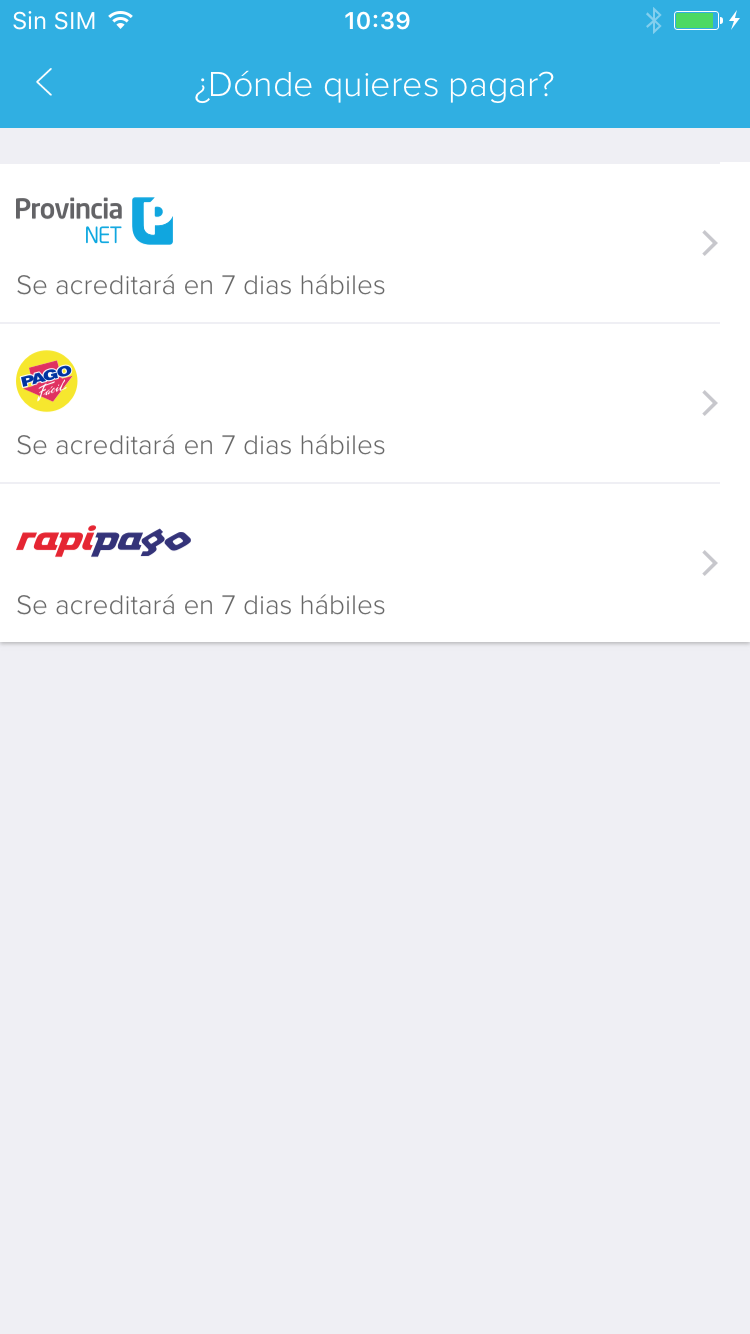 Sin SIM 10:39
¿Dónde quieres pagar?
Provincia
NET
Se acreditará en 7 dias hábiles
PAGO
Fácil
Se acreditará en 7 dias hábiles
rapipago
Se acreditará en 7 dias hábiles